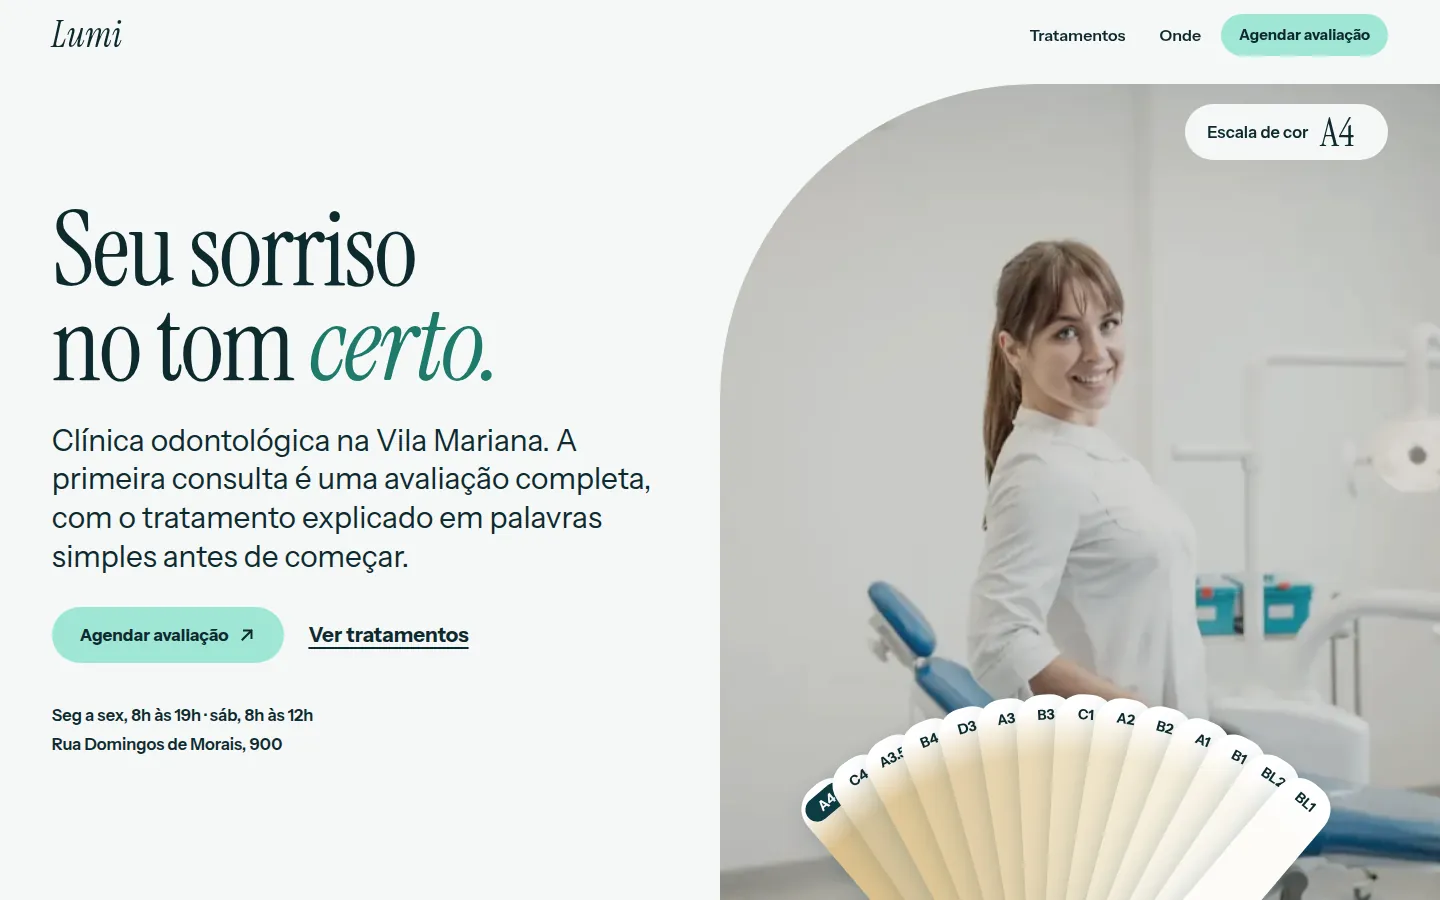 Lumi
Tratamentos
Onde
Agendar avaliação
Escala de cor A4
Seu sorriso
no tom certo.
Clínica odontológica na Vila Mariana. A
primeira consulta é uma avaliação completa,
com o tratamento explicado em palavras
simples antes de começar.
Agendar avaliação
Ver tratamentos
Seg a sex, 8h às 19h · sáb, 8h às 12h
Rua Domingos de Morais, 900
A4
C4
A3.5
B4
D3
A3
B3
C1
A2
B2
A1
B1
BL2
BL1